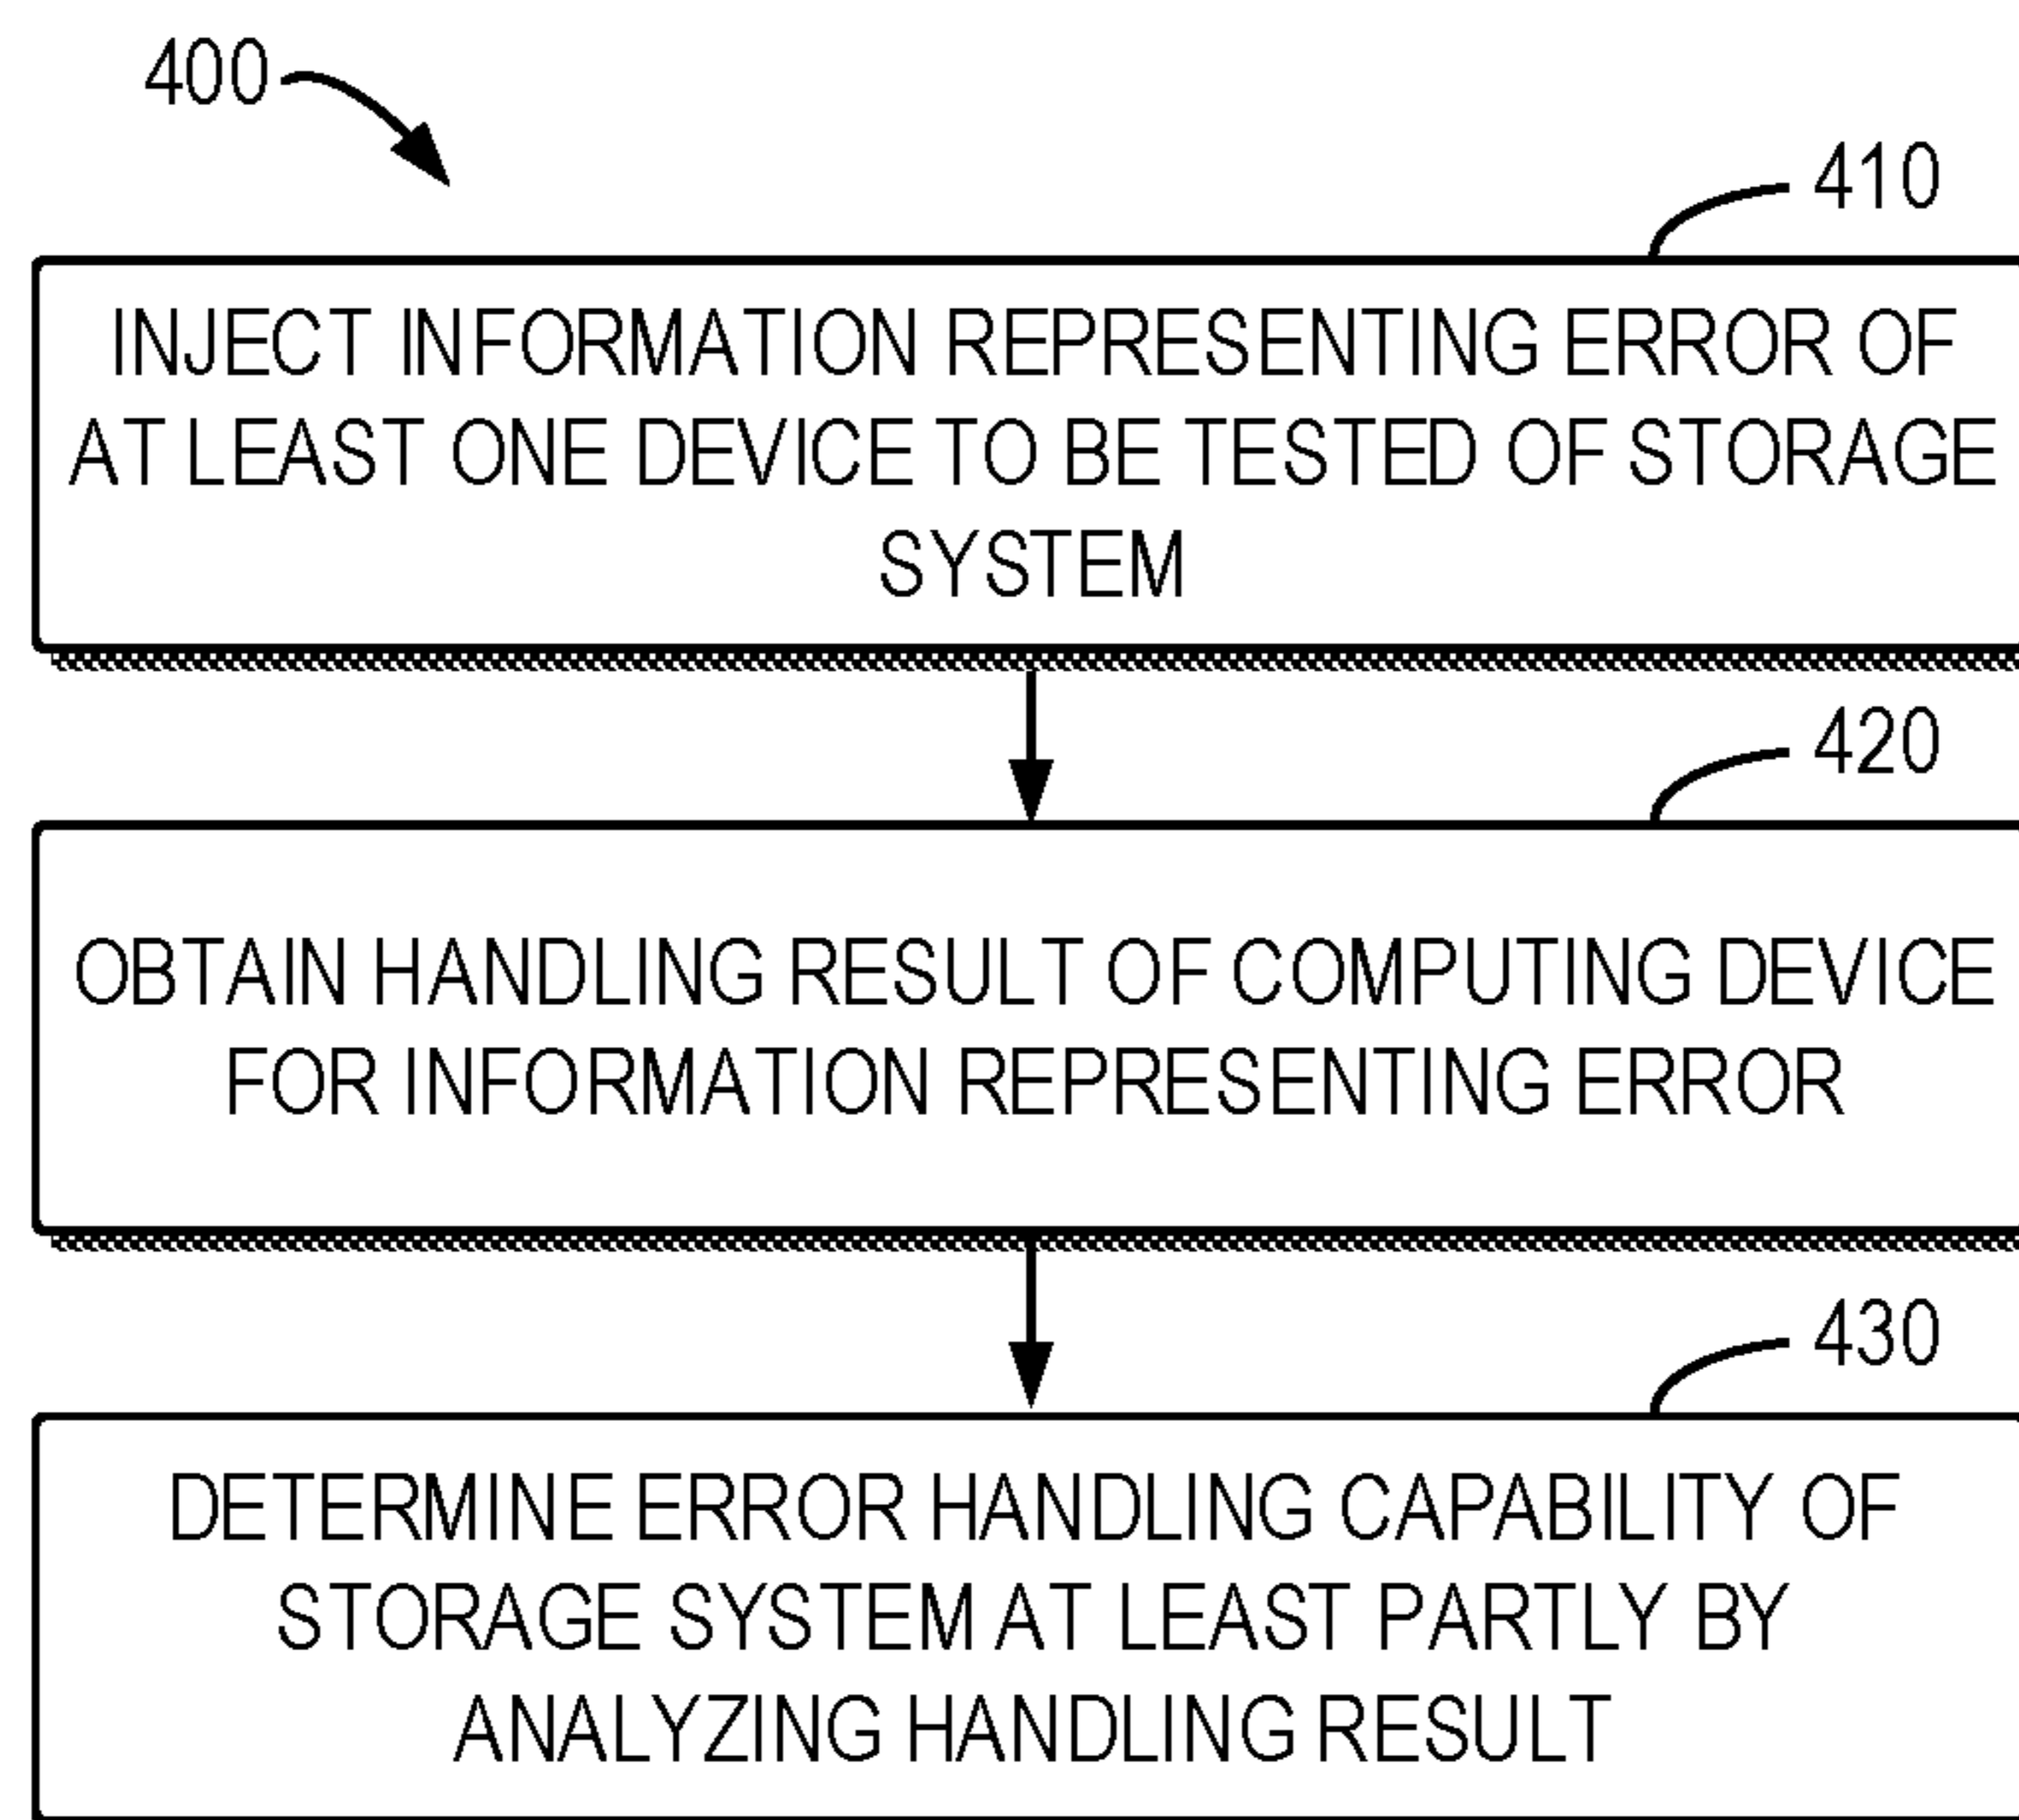 400
410
INJECT INFORMATION REPRESENTING ERROR OF
AT LEAST ONE DEVICE TO BE TESTED OF STORAGE
SYSTEM
420
OBTAIN HANDLING RESULT OF COMPUTING DEVICE
FOR INFORMATION REPRESENTING ERROR
430
DETERMINE ERROR HANDLING CAPABILITY OF
STORAGE SYSTEM AT LEAST PARTLY BY
ANALYZING HANDLING RESULT